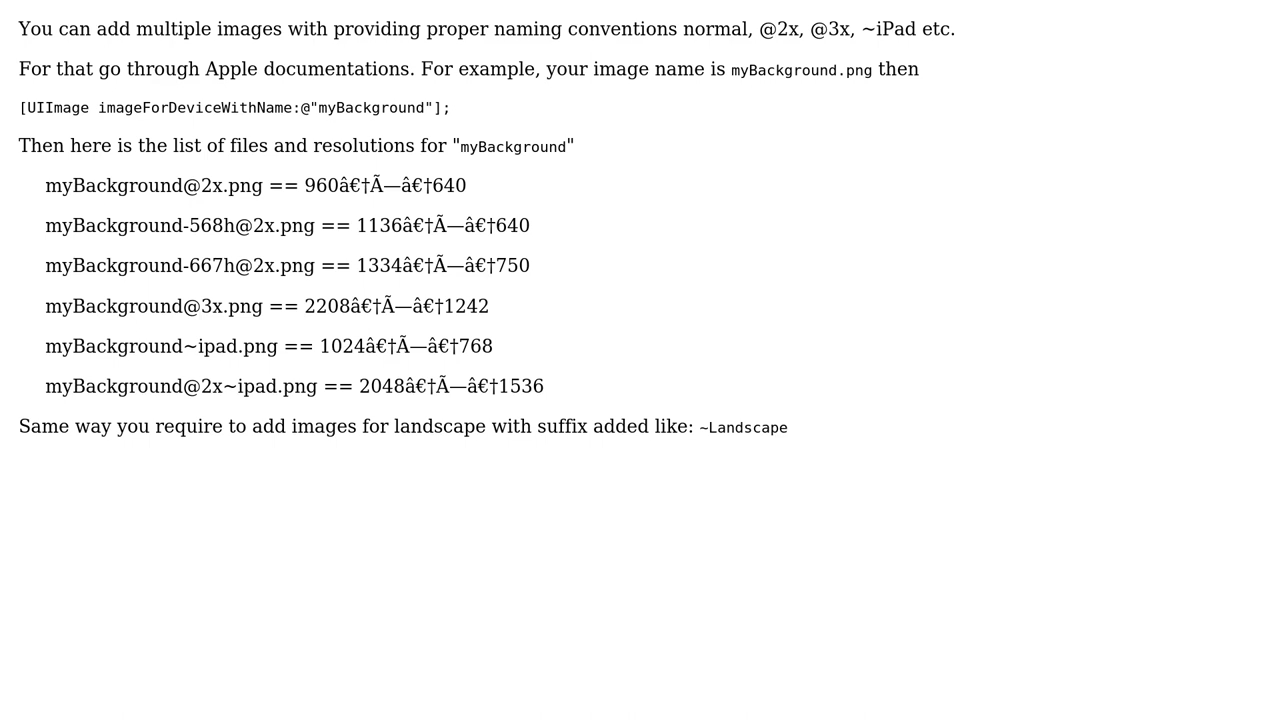 You can add multiple images with providing proper naming conventions normal, @2x, @3x, ~iPad etc.
For that go through Apple documentations. For example, your image name is myBackground.png then
[UIImage imageForDeviceWithName:@"myBackground"];
Then here is the list of files and resolutions for "myBackground"
myBackground@2x.png == 960â€†Ã—â€†640
myBackground-568h@2x.png == 1136â€†Ã—â€†640
myBackground-667h@2x.png == 1334â€†Ã—â€†750
myBackground@3x.png == 2208â€†Ã—â€†1242
myBackground~ipad.png == 1024â€†Ã—â€†768
myBackground@2x~ipad.png == 2048â€†Ã—â€†1536
Same way you require to add images for landscape with suffix added like: ~Landscape